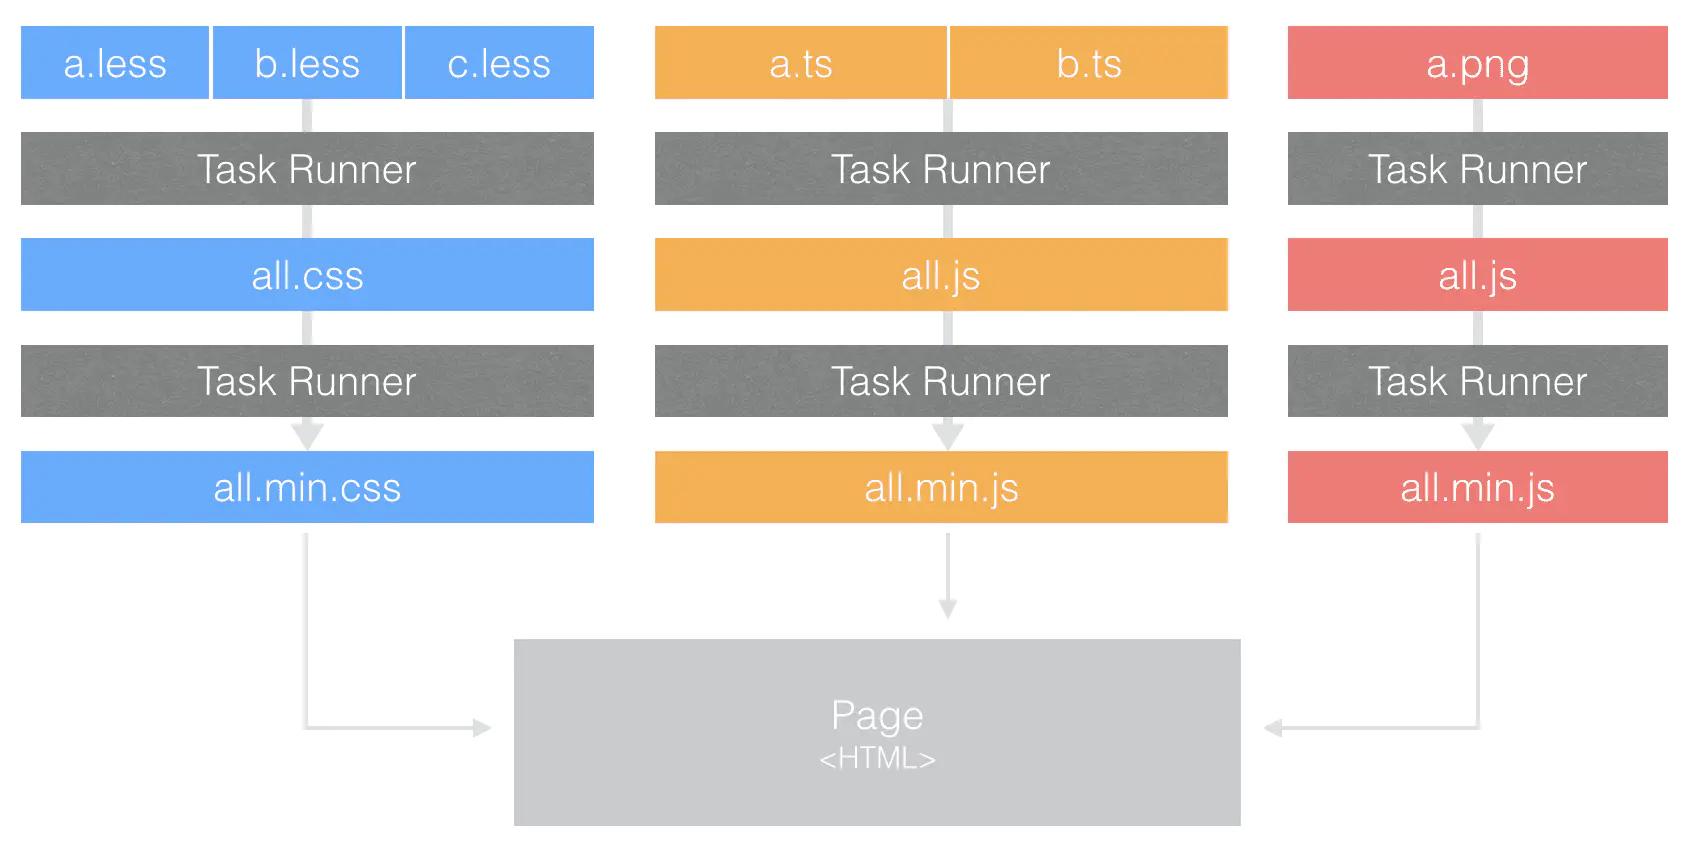 a.less b.less c.less a.ts b.ts a.png
Task Runner Task Runner Task Runner
all.css all.js all.js
Task Runner Task Runner Task Runner
all.min.css all.min.js all.min.js
Page
<HTML>